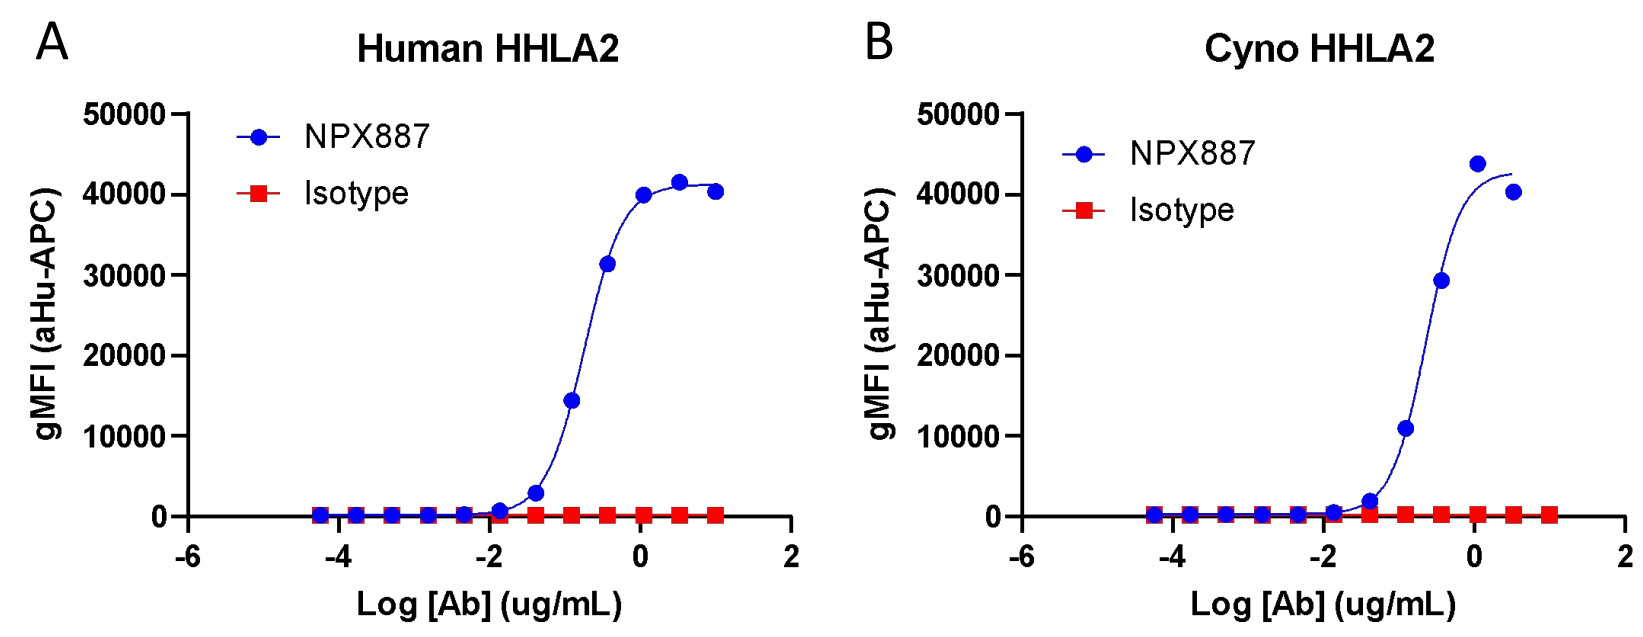 A
Human HHLA2
50000
40000
30000
20000
10000
0
gMFI (aHu-APC)
NPX887
Isotype
-6 -4 -2 0 2
Log [Ab] (ug/mL)
B
Cyno HHLA2
50000
40000
30000
20000
10000
0
gMFI (aHu-APC)
NPX887
Isotype
-6 -4 -2 0 2
Log [Ab] (ug/mL)